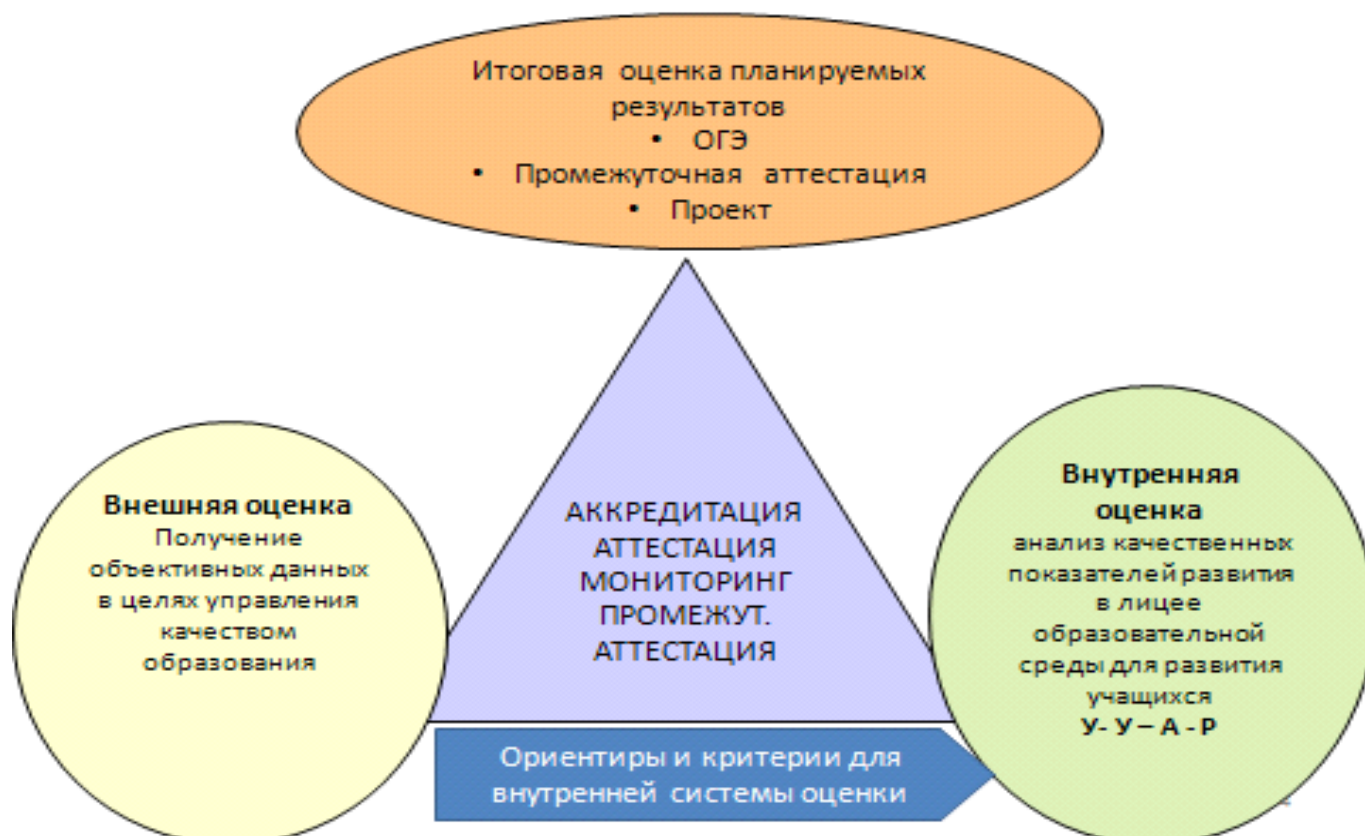 Итоговая оценка планируемых
результатов
• ОГЭ
• Промежуточная аттестация
• Проект
Внешняя оценка
Получение
объективных данных
в целях управления
качеством
образования
АККРЕДИТАЦИЯ
АТТЕСТАЦИЯ
МОНИТОРИНГ
ПРОМЕЖУТ.
АТТЕСТАЦИЯ
Внутренняя
оценка
анализ качественных
показателей развития
в лицее
образовательной
среды для развития
учащихся
У- У – А - Р
Ориентиры и критерии для
внутренней системы оценки